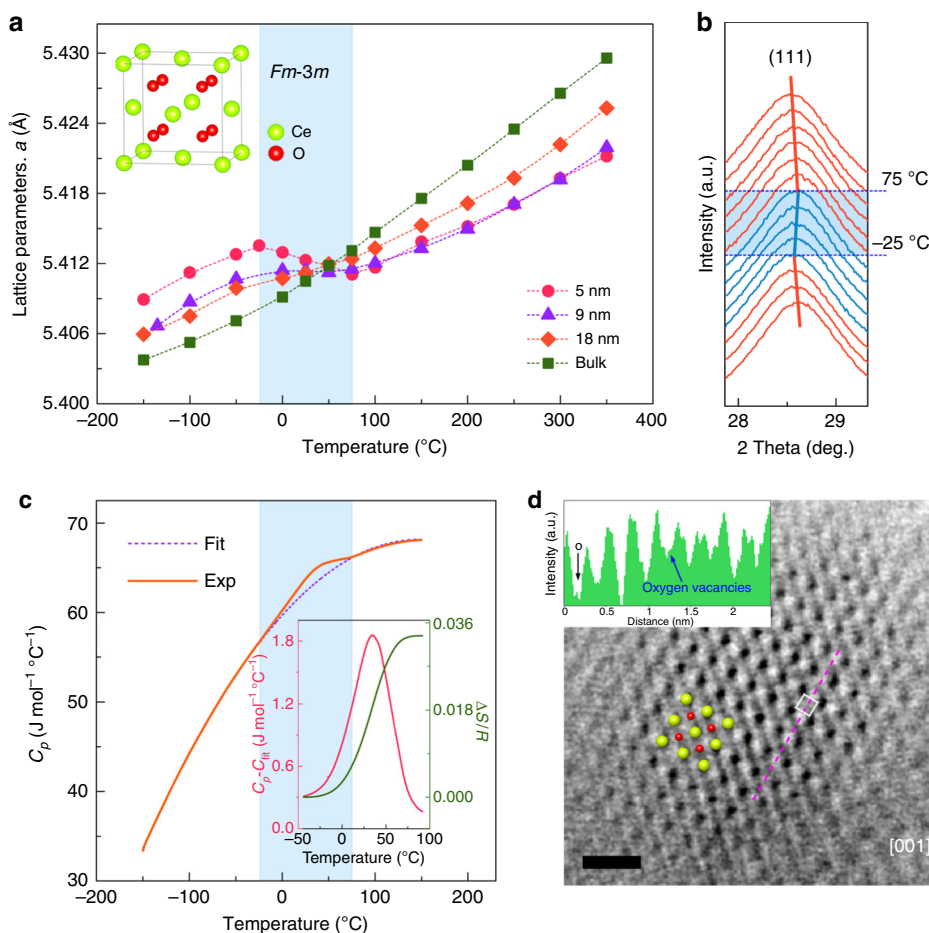 a
5.430
5.424
5.418
5.412
5.406
5.400
Lattice parameters. a (Å)
Fm-3m
Ce
O
5 nm
9 nm
18 nm
Bulk
–200
–100
0
100
200
300
400
Temperature (°C)
b
(111)
75 °C
–25 °C
Intensity (a.u.)
28
29
2 Theta (deg.)
c
70
60
50
40
30
Cp (J mol–1 °C–1)
Fit
Exp
1.8
1.2
0.6
0.0
Cp-Cfit (J mol–1 °C–1)
0.036
0.018
0.000
ΔS/R
–50
0
50
100
Temperature (°C)
–200
–100
0
100
200
Temperature (°C)
d
Intensity (a.u.)
O
Oxygen vacancies
0
0.5
1
1.5
2
Distance (nm)
[001]